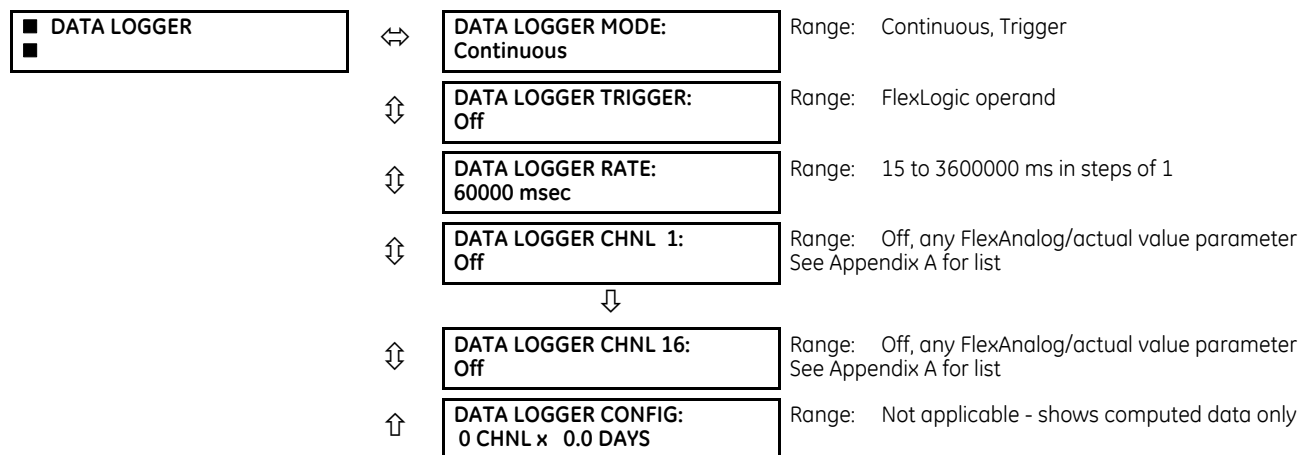 ■ DATA LOGGER
■
DATA LOGGER MODE:
Continuous
Range: Continuous, Trigger
DATA LOGGER TRIGGER:
Off
Range: FlexLogic operand
DATA LOGGER RATE:
60000 msec
Range: 15 to 3600000 ms in steps of 1
DATA LOGGER CHNL 1:
Off
Range: Off, any FlexAnalog/actual value parameter
See Appendix A for list
DATA LOGGER CHNL 16:
Off
Range: Off, any FlexAnalog/actual value parameter
See Appendix A for list
DATA LOGGER CONFIG:
0 CHNL x 0.0 DAYS
Range: Not applicable - shows computed data only